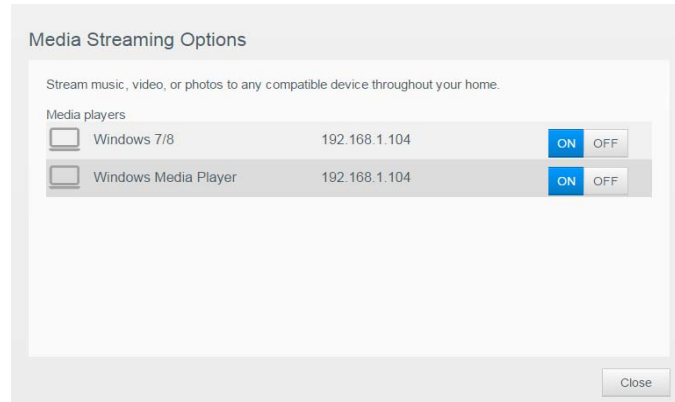 Media Streaming Options
Stream music, video, or photos to any compatible device throughout your home.
Media players
Windows 7/8 192.168.1.104 ON OFF
Windows Media Player 192.168.1.104 ON OFF
Close